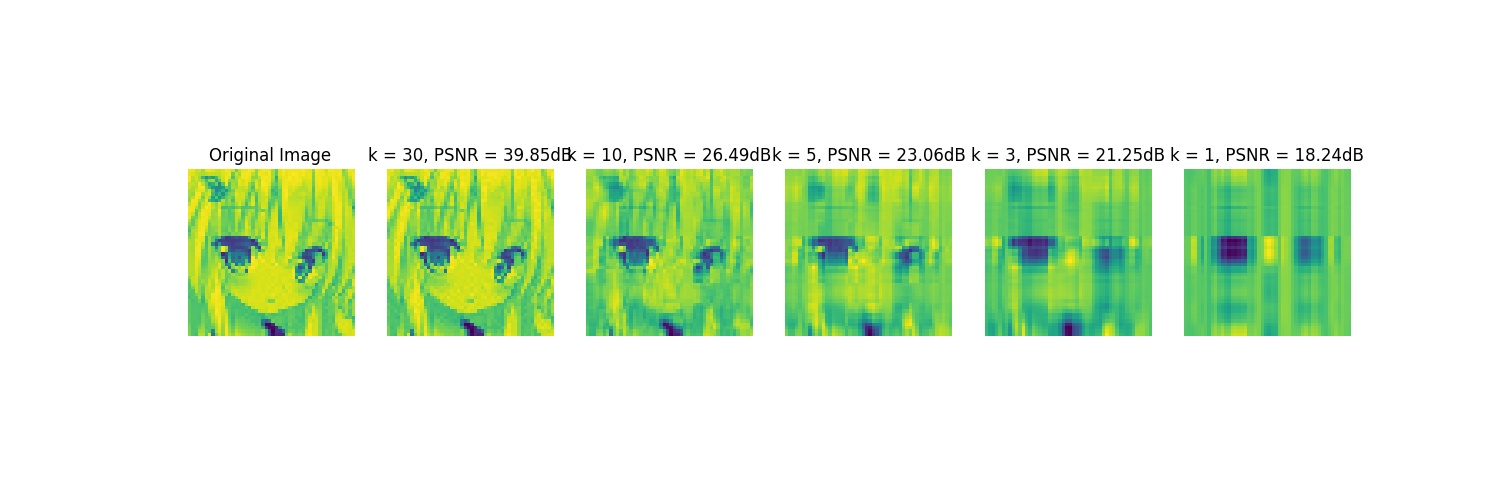 Original Image
k = 30, PSNR = 39.85dB
k = 10, PSNR = 26.49dB
k = 5, PSNR = 23.06dB
k = 3, PSNR = 21.25dB
k = 1, PSNR = 18.24dB